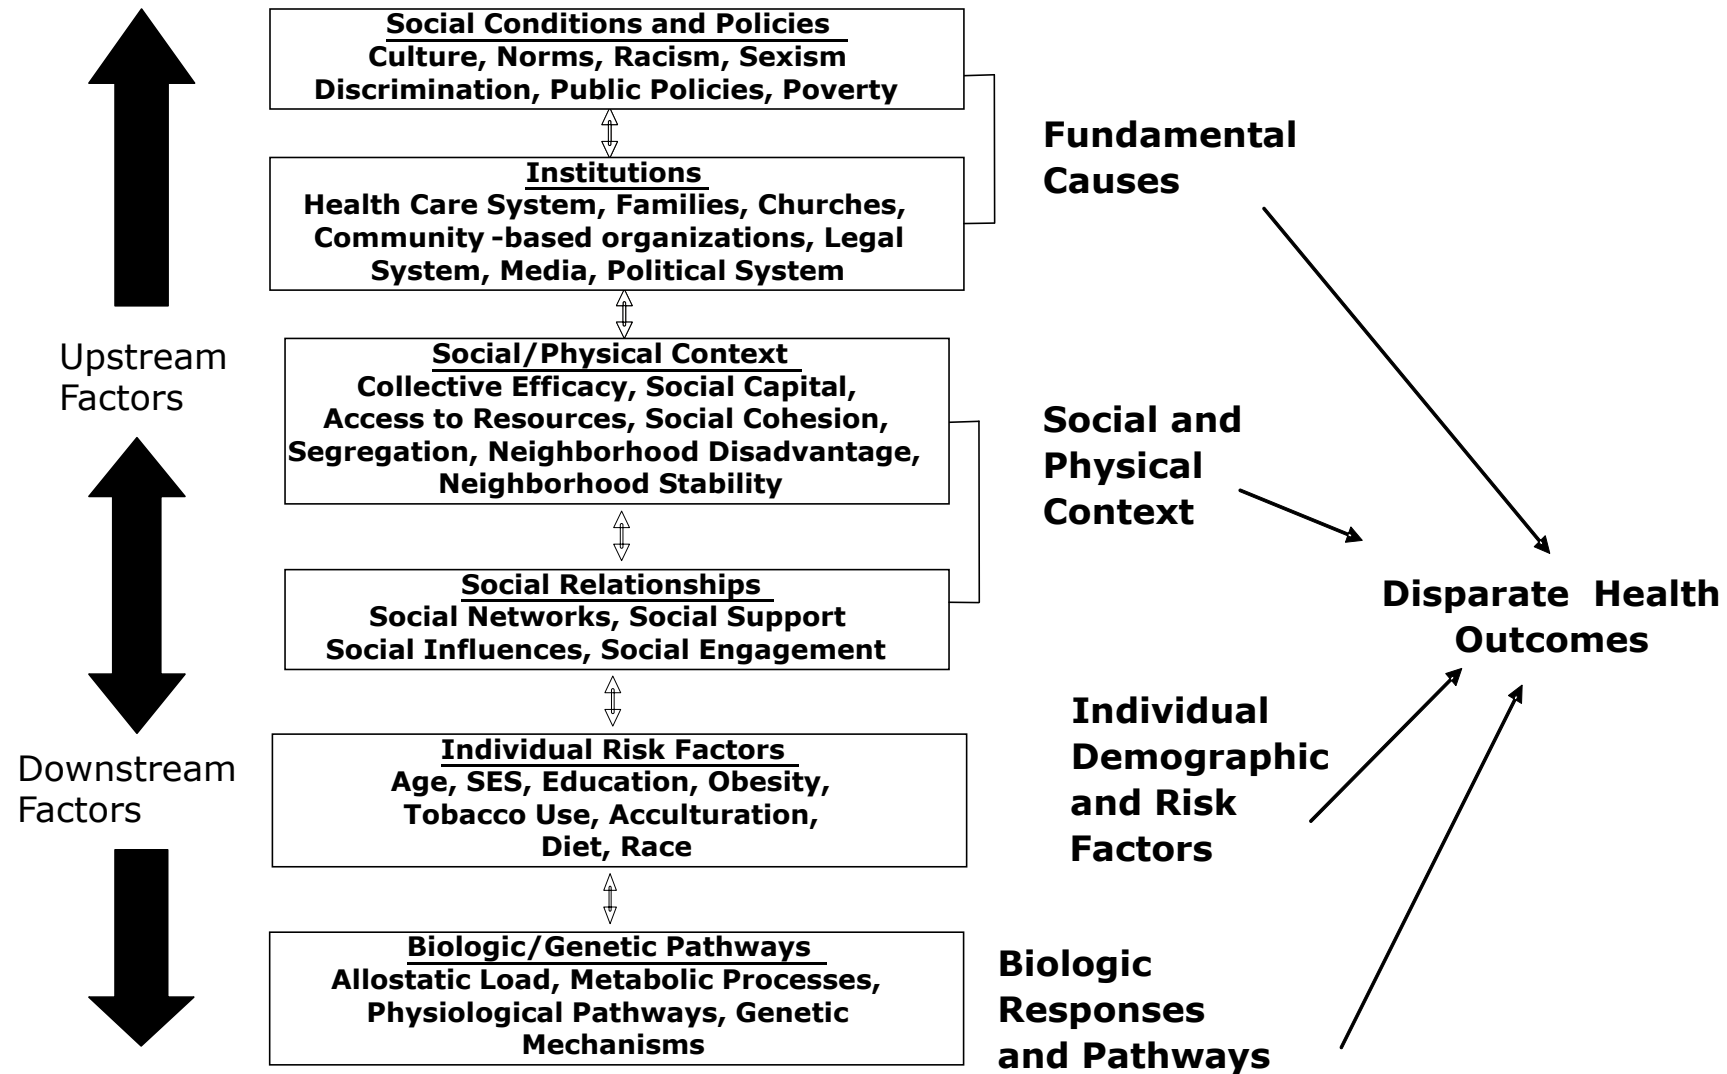 Social Conditions and Policies
Culture, Norms, Racism, Sexism
Discrimination, Public Policies, Poverty
Institutions
Health Care System, Families, Churches,
Community -based organizations, Legal
System, Media, Political System
Social/Physical Context
Collective Efficacy, Social Capital,
Access to Resources, Social Cohesion,
Segregation, Neighborhood Disadvantage,
Neighborhood Stability
Social Relationships
Social Networks, Social Support
Social Influences, Social Engagement
Individual Risk Factors
Age, SES, Education, Obesity,
Tobacco Use, Acculturation,
Diet, Race
Biologic/Genetic Pathways
Allostatic Load, Metabolic Processes,
Physiological Pathways, Genetic
Mechanisms
Upstream
Factors
Downstream
Factors
Fundamental
Causes
Social and
Physical
Context
Individual
Demographic
and Risk
Factors
Biologic
Responses
and Pathways
Disparate Health
Outcomes